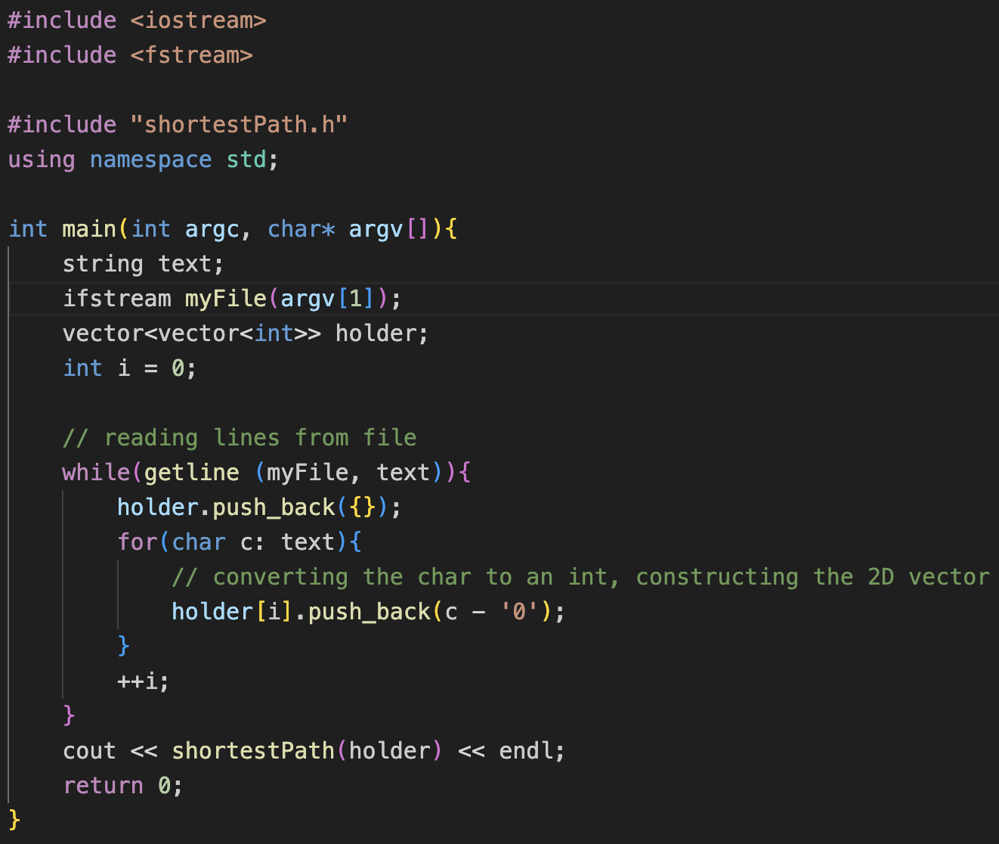 #include <iostream>
#include <fstream>
#include "shortestPath.h"
using namespace std;
int main(int argc, char* argv[]){
    string text;
    ifstream myFile(argv[1]);
    vector<vector<int>> holder;
    int i = 0;
    // reading lines from file
    while(getline (myFile, text)){
        holder.push_back({});
        for(char c: text){
            // converting the char to an int, constructing the 2D vector
            holder[i].push_back(c - '0');
        }
        ++i;
    }
    cout << shortestPath(holder) << endl;
    return 0;
}